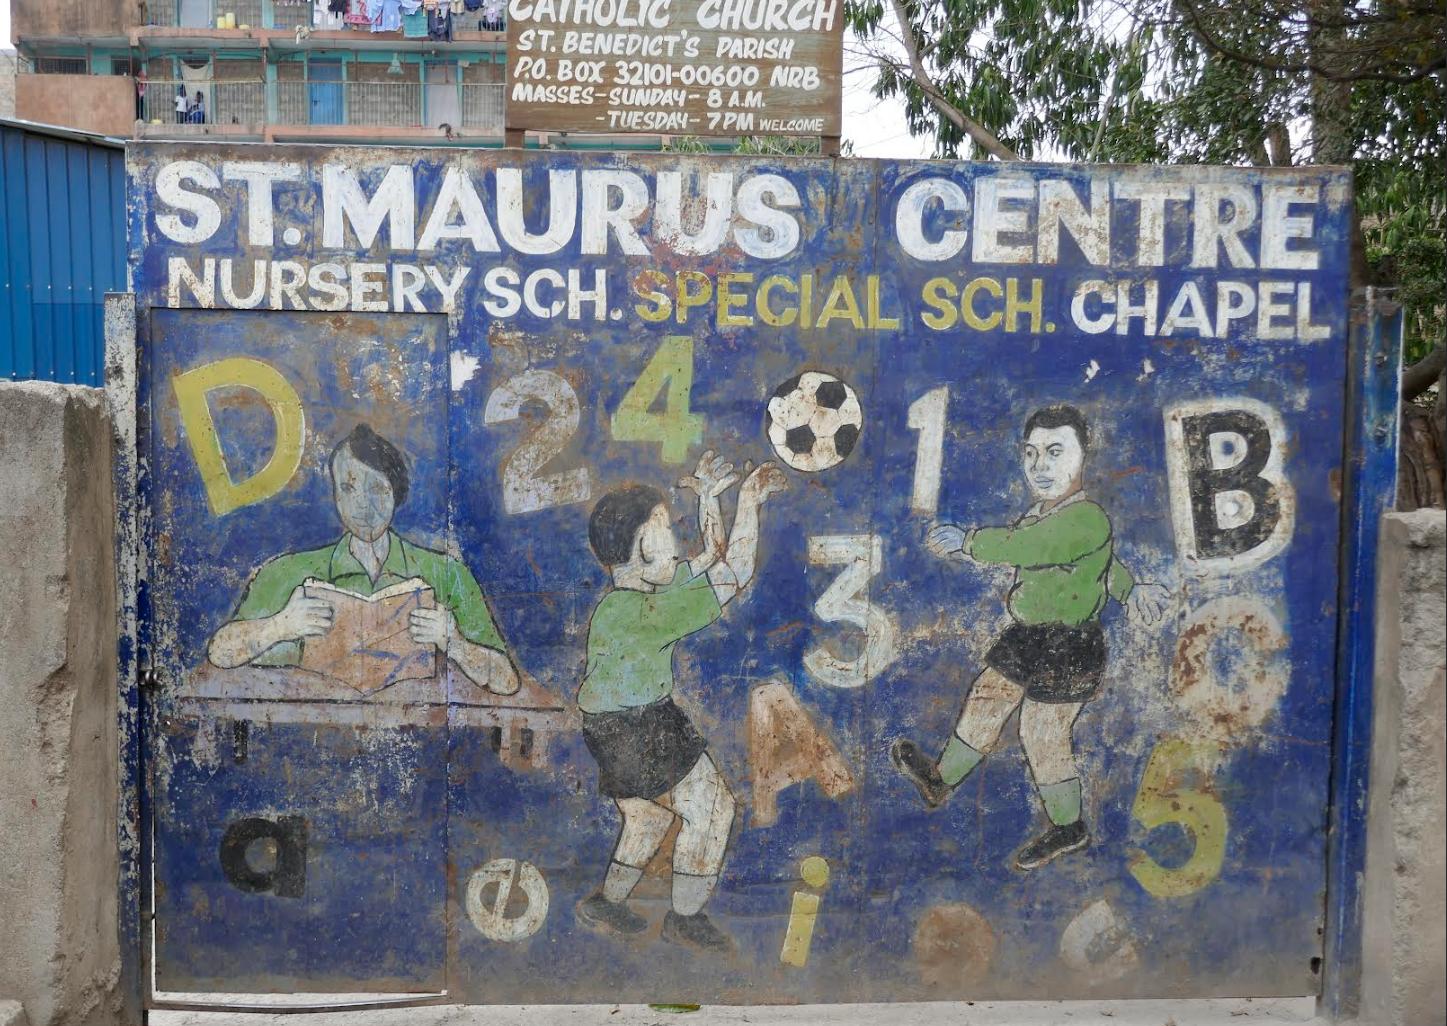 CATHOLIC CHURCH
ST. BENEDICT'S PARISH
P.O. BOX 32101-00600 NRB
MASSES-SUNDAY-8 A.M.
-TUESDAY-7PM WELCOME
ST. MAURUS CENTRE
NURSERY SCH. SPECIAL SCH. CHAPEL
D 2 4 1 B
3
A 5
a e i